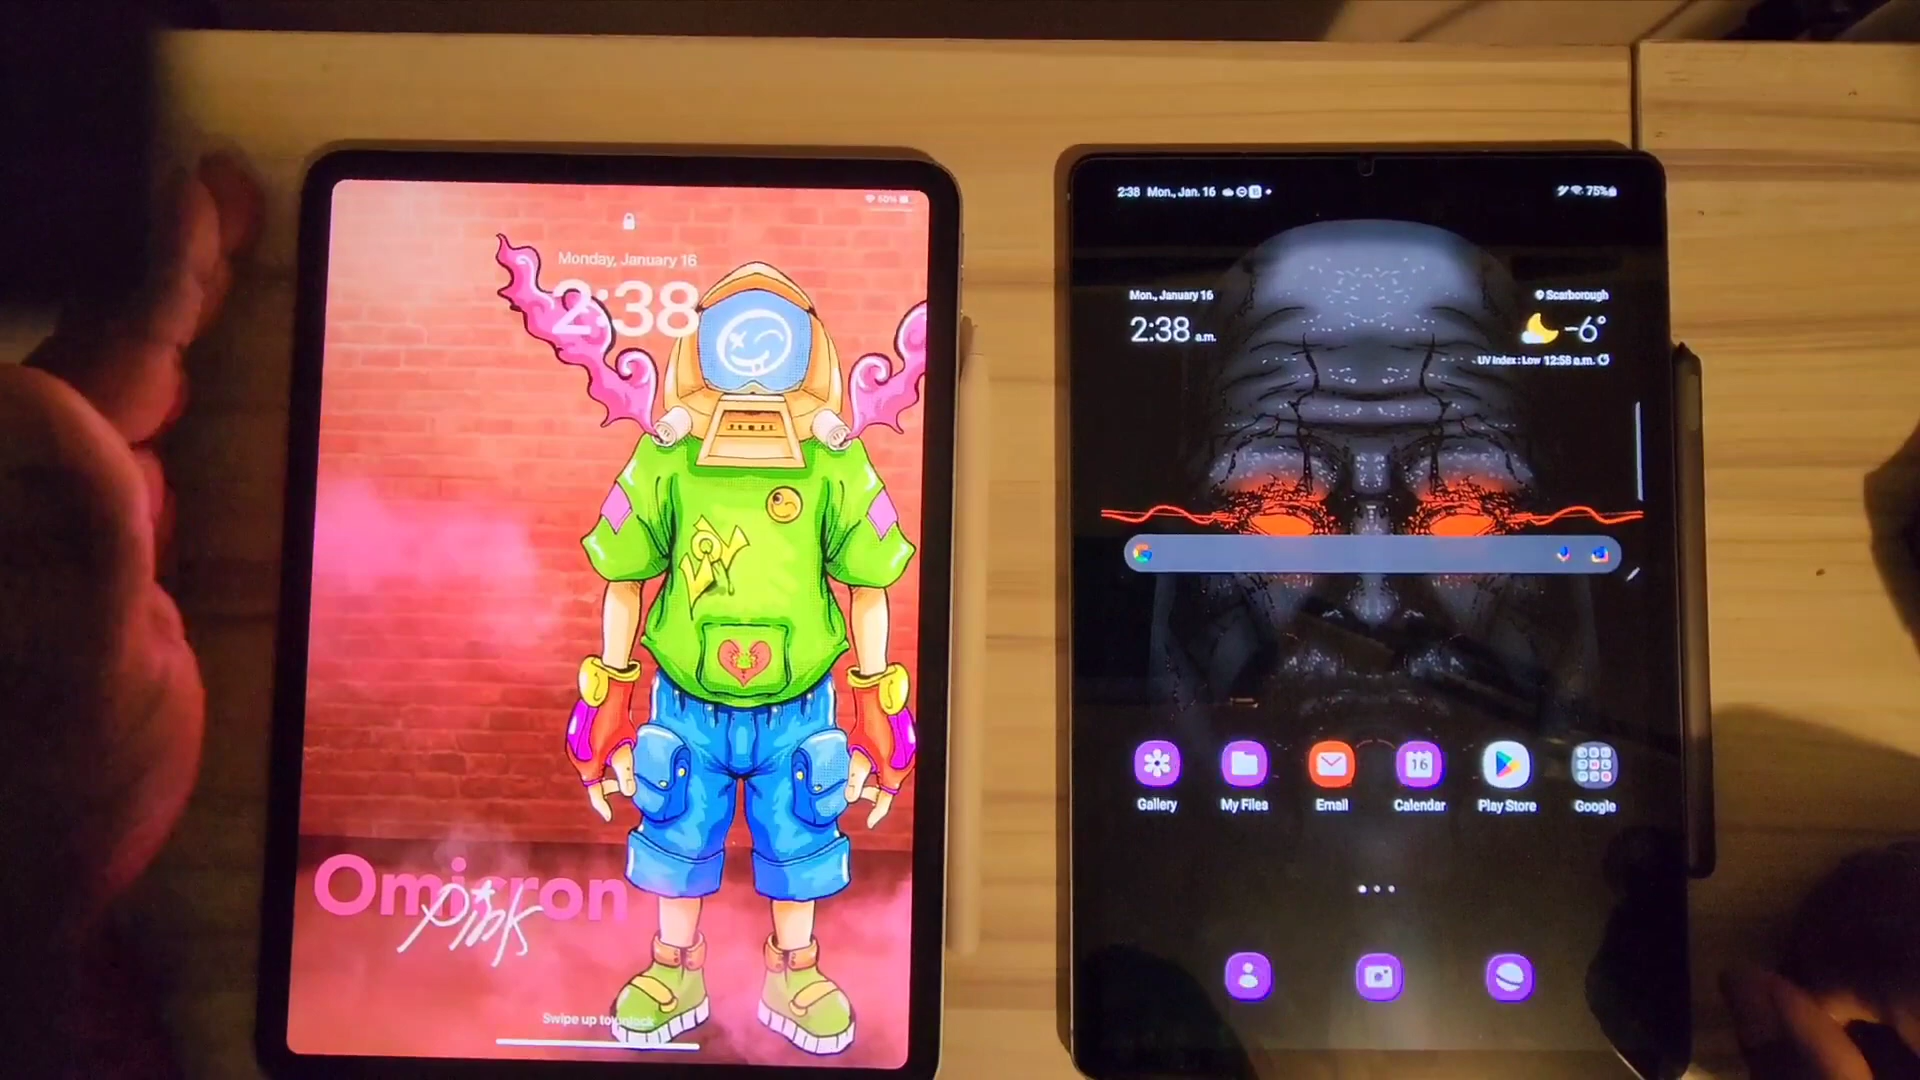 50%
Monday, January 16
2:38
Omicron
Pink
Swipe up to unlock
2:38 Mon., Jan. 16
75%
Mon., January 16
2:38 a.m.
Scarborough
-6°
UV Index : Low 12:58 a.m.
G
Gallery
My Files
Email
16
Calendar
Play Store
Google